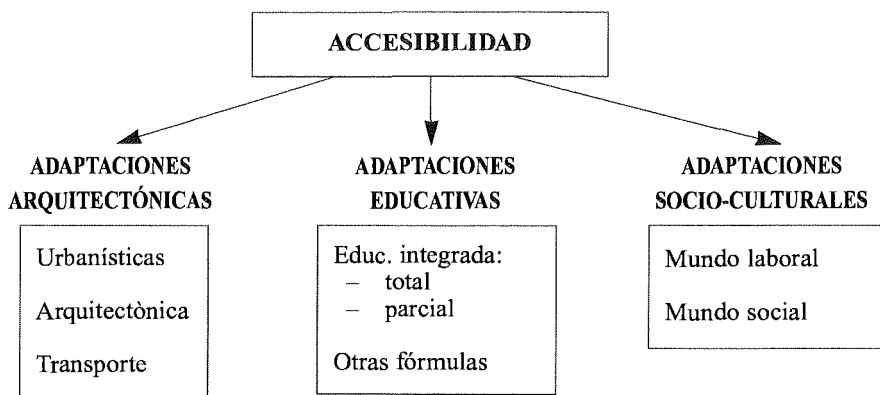 ACCESIBILIDAD
ADAPTACIONES
ARQUITECTÓNICAS
Urbanísticas
Arquitectònica
Transporte
ADAPTACIONES
EDUCATIVAS
Educ. integrada:
– total
– parcial
Otras fórmulas
ADAPTACIONES
SOCIO-CULTURALES
Mundo laboral
Mundo social